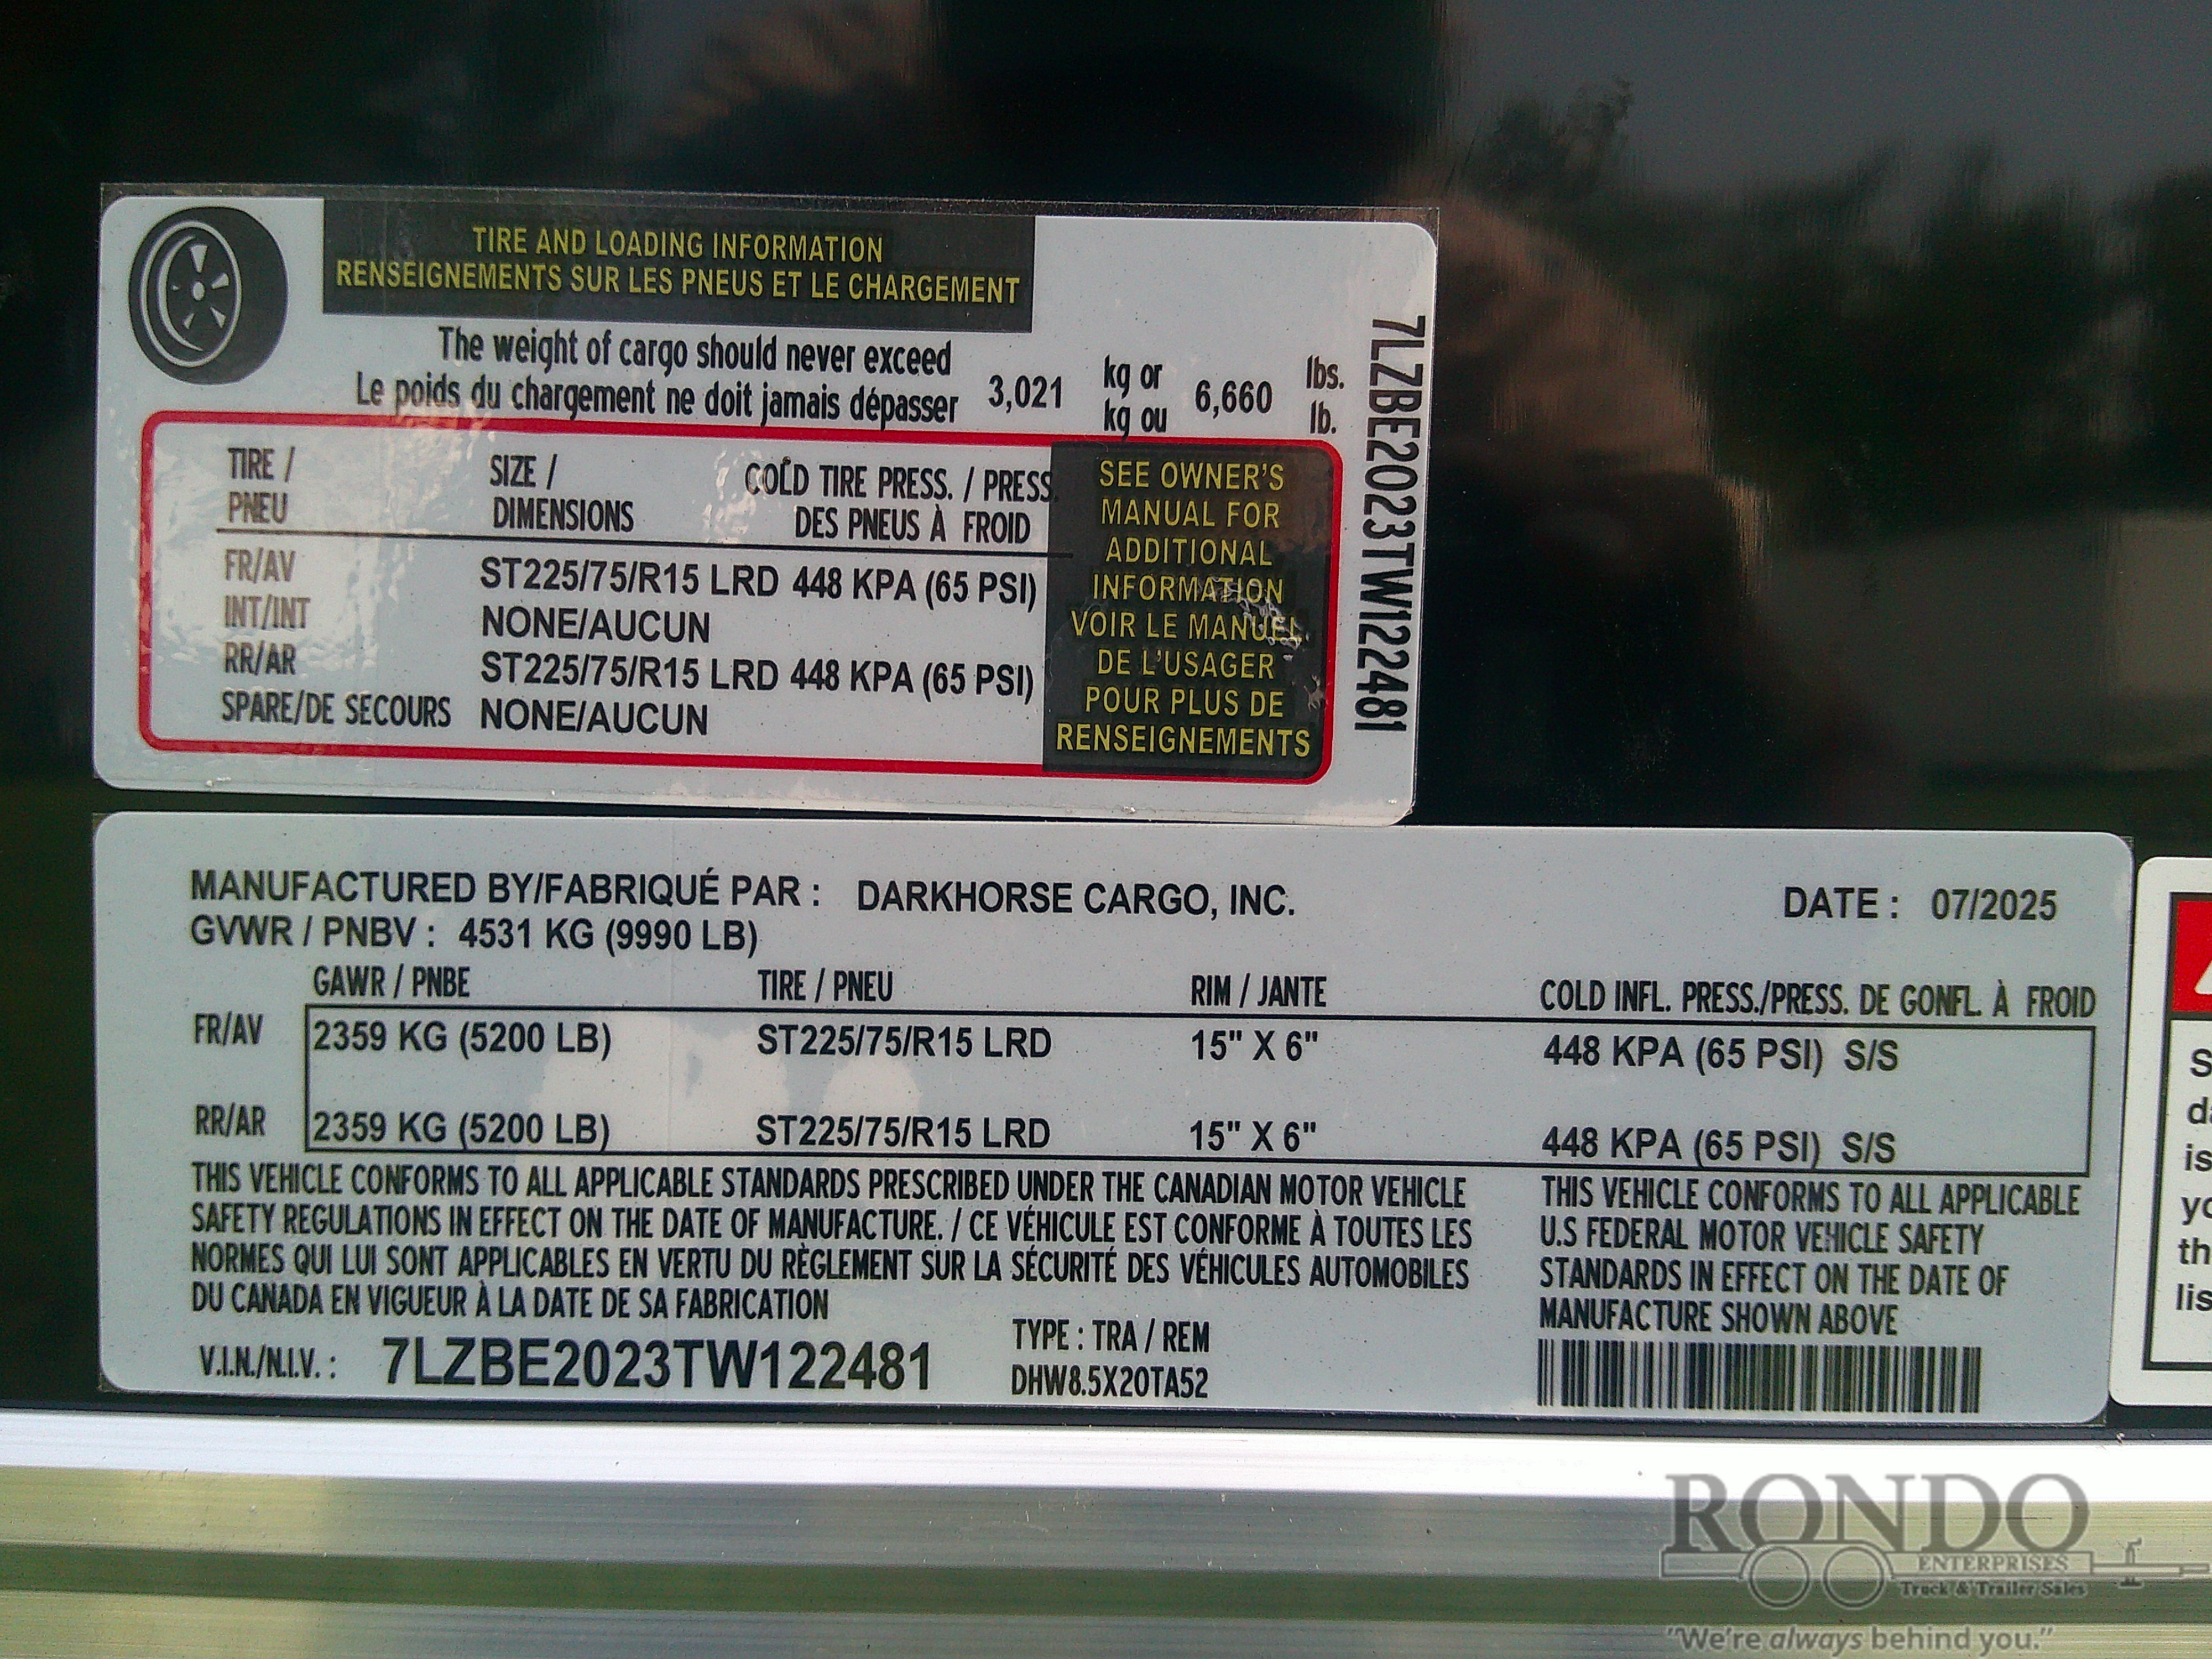 TIRE AND LOADING INFORMATION
RENSEIGNEMENTS SUR LES PNEUS ET LE CHARGEMENT
The weight of cargo should never exceed
Le poids du chargement ne doit jamais dépasser
3,021
kg or
kg ou
6,660
lbs.
lb.
7LZBE2023TW122481
TIRE / PNEU
SIZE / DIMENSIONS
COLD TIRE PRESS. / PRESS. DES PNEUS À FROID
FR/AV ST225/75/R15 LRD 448 KPA (65 PSI)
INT/INT NONE/AUCUN
RR/AR ST225/75/R15 LRD 448 KPA (65 PSI)
SPARE/DE SECOURS NONE/AUCUN
SEE OWNER'S
MANUAL FOR
ADDITIONAL
INFORMATION
VOIR LE MANUEL
DE L'USAGER
POUR PLUS DE
RENSEIGNEMENTS
MANUFACTURED BY/FABRIQUÉ PAR : DARKHORSE CARGO, INC. DATE : 07/2025
GVWR / PNBV : 4531 KG (9990 LB)
GAWR / PNBE TIRE / PNEU RIM / JANTE COLD INFL. PRESS./PRESS. DE GONFL. À FROID
FR/AV 2359 KG (5200 LB) ST225/75/R15 LRD 15" X 6" 448 KPA (65 PSI) S/S
RR/AR 2359 KG (5200 LB) ST225/75/R15 LRD 15" X 6" 448 KPA (65 PSI) S/S
THIS VEHICLE CONFORMS TO ALL APPLICABLE STANDARDS PRESCRIBED UNDER THE CANADIAN MOTOR VEHICLE
SAFETY REGULATIONS IN EFFECT ON THE DATE OF MANUFACTURE. / CE VÉHICULE EST CONFORME À TOUTES LES
NORMES QUI LUI SONT APPLICABLES EN VERTU DU RÈGLEMENT SUR LA SÉCURITÉ DES VÉHICULES AUTOMOBILES
DU CANADA EN VIGUEUR À LA DATE DE SA FABRICATION
THIS VEHICLE CONFORMS TO ALL APPLICABLE
U.S FEDERAL MOTOR VEHICLE SAFETY
STANDARDS IN EFFECT ON THE DATE OF
MANUFACTURE SHOWN ABOVE
V.I.N./N.I.V. : 7LZBE2023TW122481
TYPE : TRA / REM
DHW8.5X20TA52
RONDO
ENTERPRISES
Truck & Trailer Sales
"We're always behind you."